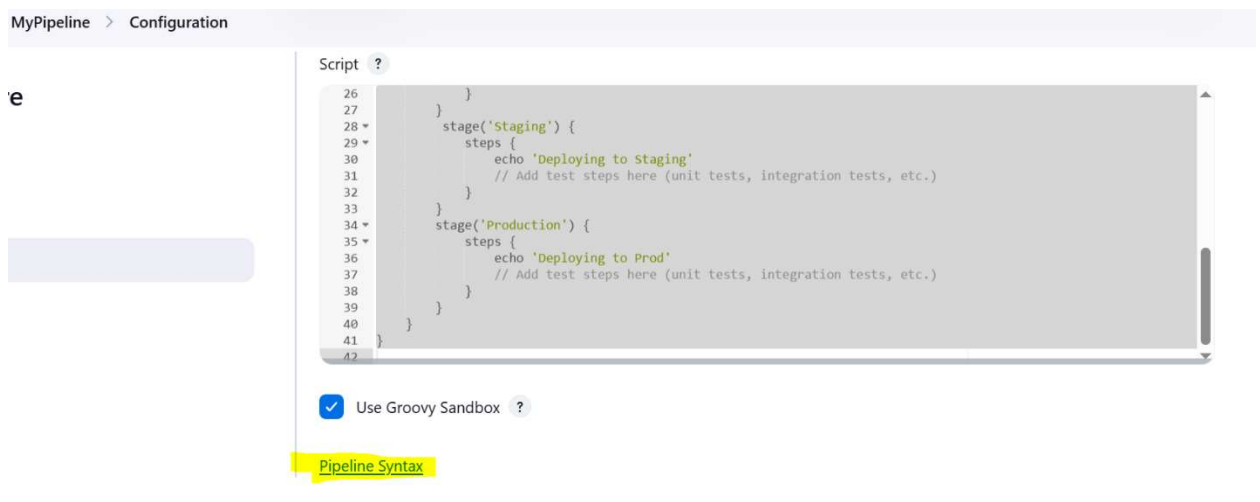 MyPipeline > Configuration
re
Script ?
26 }
27 }
28 stage('Staging') {
29 steps {
30 echo 'Deploying to Staging'
31 // Add test steps here (unit tests, integration tests, etc.)
32 }
33 }
34 stage('Production') {
35 steps {
36 echo 'Deploying to Prod'
37 // Add test steps here (unit tests, integration tests, etc.)
38 }
39 }
40 }
41 }
42
Use Groovy Sandbox ?
Pipeline Syntax